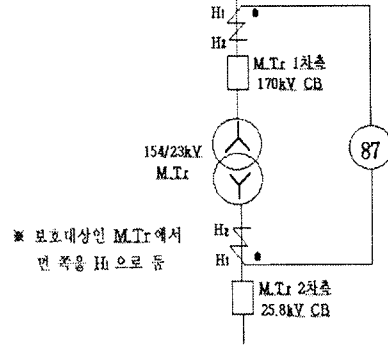 H₁
H₂
M.Tr 1차측
170kV CB
154/23kV
M.Tr
87
※ 보호대상인 M.Tr에서
먼 쪽을 H₁으로 둠
H₂
H₁
M.Tr 2차측
25.8kV CB